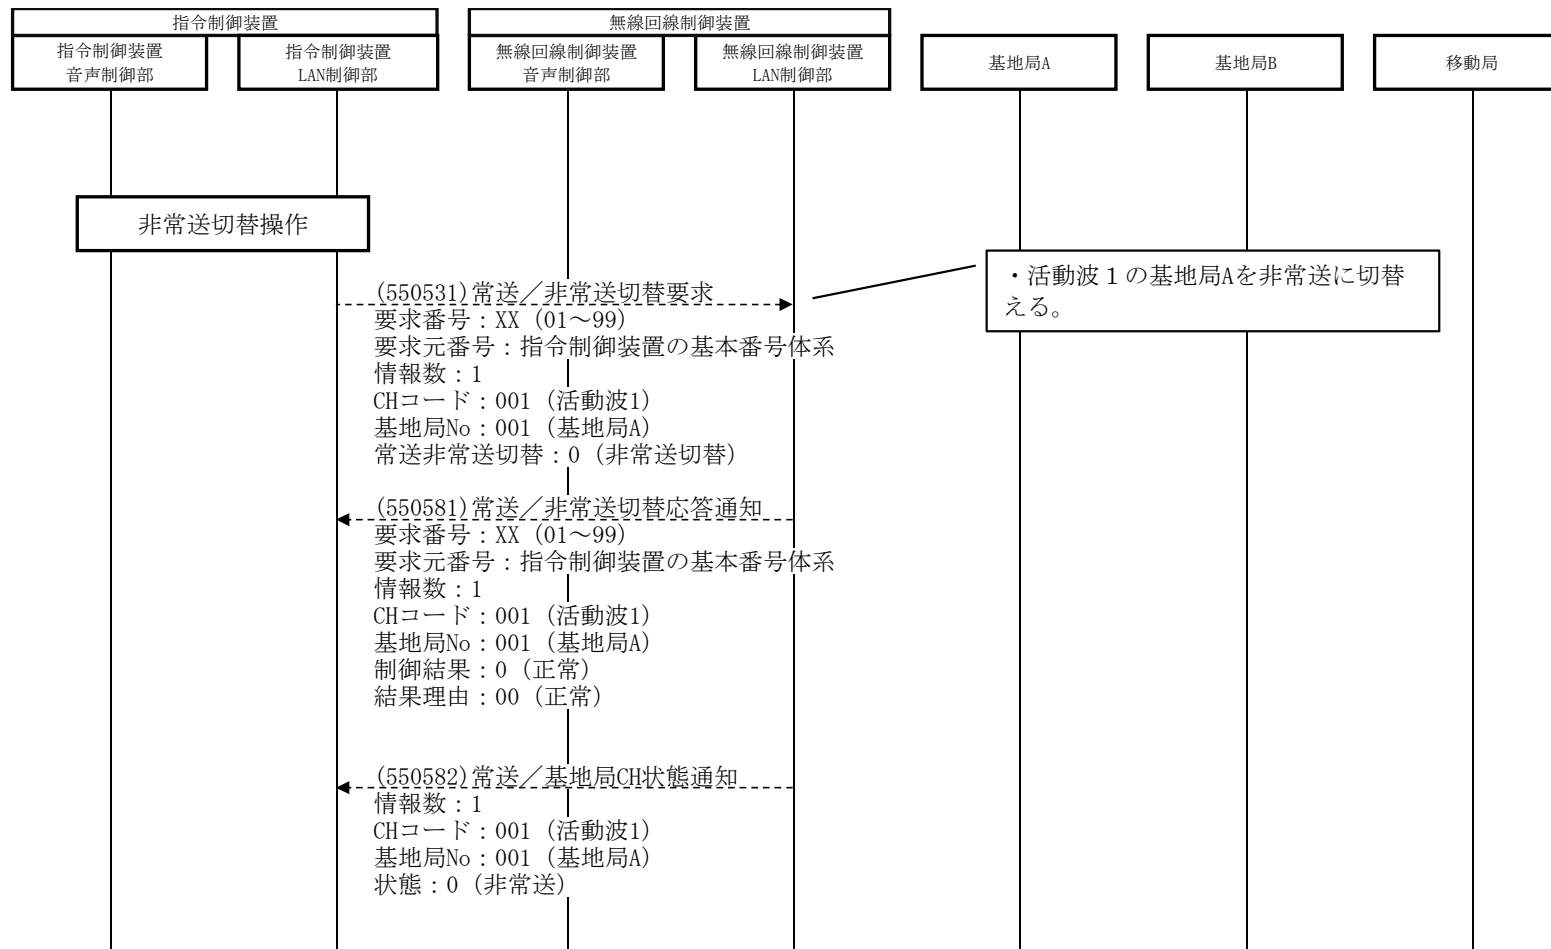 指令制御装置
無線回線制御装置
指令制御装置
音声制御部
指令制御装置
LAN制御部
無線回線制御装置
音声制御部
無線回線制御装置
LAN制御部
基地局A
基地局B
移動局
非常送切替操作
・活動波１の基地局Aを非常送に切替
える。
(550531)常送／非常送切替要求
要求番号：XX（01～99）
要求元番号：指令制御装置の基本番号体系
情報数：1
CHコード：001（活動波1）
基地局No：001（基地局A）
常送非常送切替：0（非常送切替）
(550581)常送／非常送切替応答通知
要求番号：XX（01～99）
要求元番号：指令制御装置の基本番号体系
情報数：1
CHコード：001（活動波1）
基地局No：001（基地局A）
制御結果：0（正常）
結果理由：00（正常）
(550582)常送／基地局CH状態通知
情報数：1
CHコード：001（活動波1）
基地局No：001（基地局A）
状態：0（非常送）